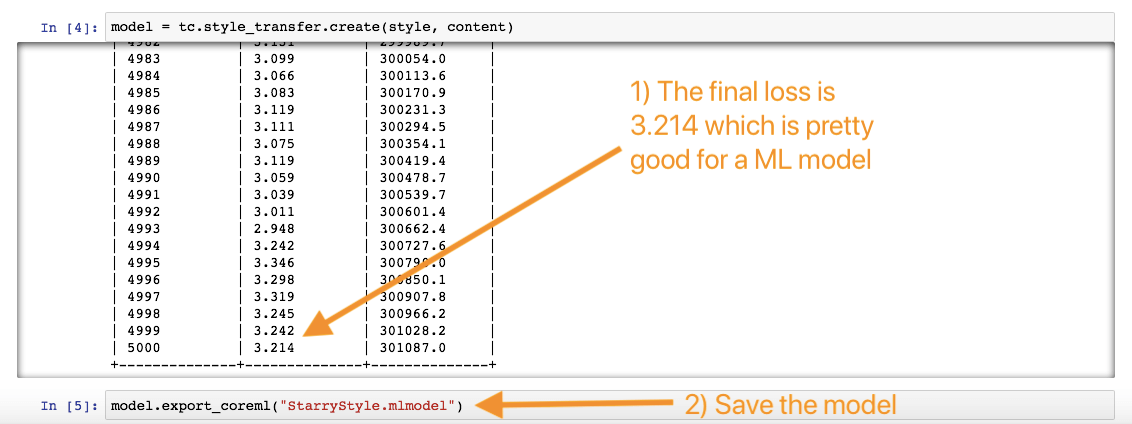 In [4]: model = tc.style_transfer.create(style, content)
| 4982 | 3.131 | 299989.7 |
| 4983 | 3.099 | 300054.0 |
| 4984 | 3.066 | 300113.6 |
| 4985 | 3.083 | 300170.9 |
| 4986 | 3.119 | 300231.3 |
| 4987 | 3.111 | 300294.5 |
| 4988 | 3.075 | 300354.1 |
| 4989 | 3.119 | 300419.4 |
| 4990 | 3.059 | 300478.7 |
| 4991 | 3.039 | 300539.7 |
| 4992 | 3.011 | 300601.4 |
| 4993 | 2.948 | 300662.4 |
| 4994 | 3.242 | 300727.6 |
| 4995 | 3.346 | 300790.0 |
| 4996 | 3.298 | 300850.1 |
| 4997 | 3.319 | 300907.8 |
| 4998 | 3.245 | 300966.2 |
| 4999 | 3.242 | 301028.2 |
| 5000 | 3.214 | 301087.0 |
+--------------+--------------+--------------+
1) The final loss is
3.214 which is pretty
good for a ML model
In [5]: model.export_coreml("StarryStyle.mlmodel")
2) Save the model